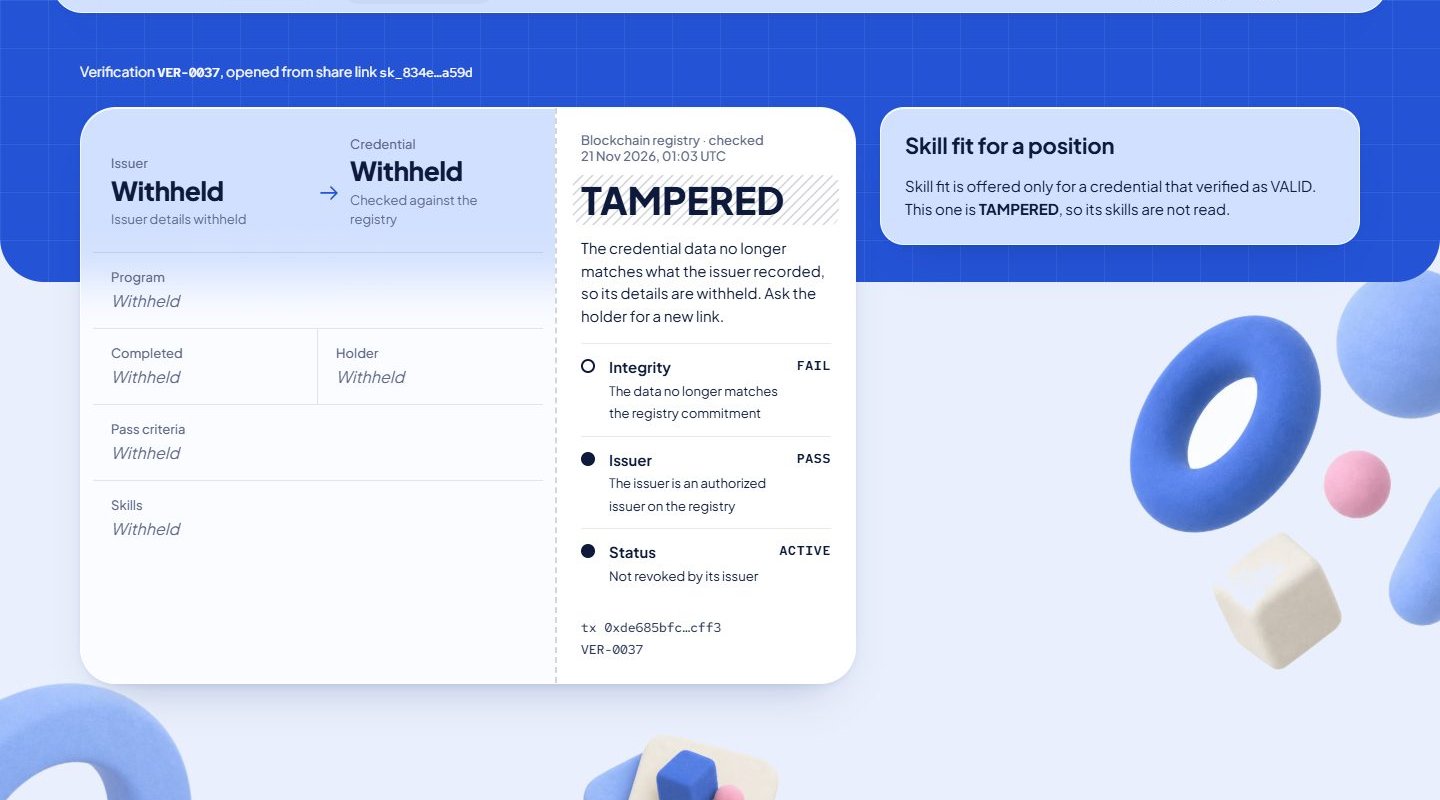 Verification VER-0037, opened from share link sk_834e…a59d
Issuer
Withheld
Issuer details withheld
→
Credential
Withheld
Checked against the
registry
Program
Withheld
Completed
Withheld
Holder
Withheld
Pass criteria
Withheld
Skills
Withheld
Blockchain registry · checked
21 Nov 2026, 01:03 UTC
TAMPERED
The credential data no longer
matches what the issuer recorded,
so its details are withheld. Ask the
holder for a new link.
Integrity FAIL
The data no longer matches
the registry commitment
Issuer PASS
The issuer is an authorized
issuer on the registry
Status ACTIVE
Not revoked by its issuer
tx 0xde685bfc…cff3
VER-0037
Skill fit for a position
Skill fit is offered only for a credential that verified as VALID.
This one is TAMPERED, so its skills are not read.